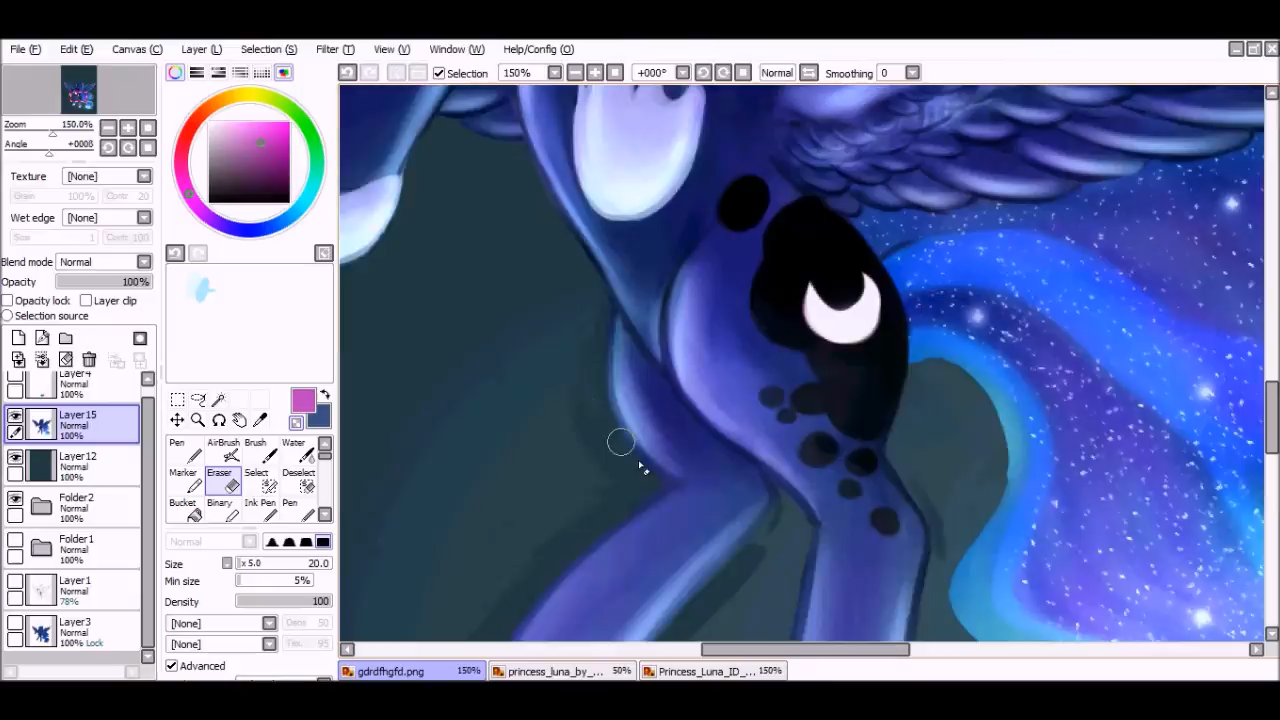 File (F) Edit (E) Canvas (C) Layer (L) Selection (S) Filter (T) View (V) Window (W) Help/Config (O)
Selection 150% +000° Normal Smoothing 0
Zoom 150.0%
Angle +000ß
Texture [None]
Grain 100% Contr 20
Wet edge [None]
Size 1 Contr 100
Blend mode Normal
Opacity 100%
Opacity lock Layer clip
Selection source
Layer4
Normal
100%
Layer15
Normal
100%
Layer12
Normal
100%
Folder2
Normal
100%
Folder1
Normal
100%
Layer1
Normal
78%
Layer3
Normal
100% Lock
Pen AirBrush Brush Water
Marker Eraser Select Deselect
Bucket Binary Ink Pen Pen
Normal
Size x 5.0 20.0
Min size 5%
Density 100
[None] Dens 50
[None] 95
Advanced
gdrdfhgfd.png 150% princess_luna_by_... 50% Princess_Luna_ID_... 150%